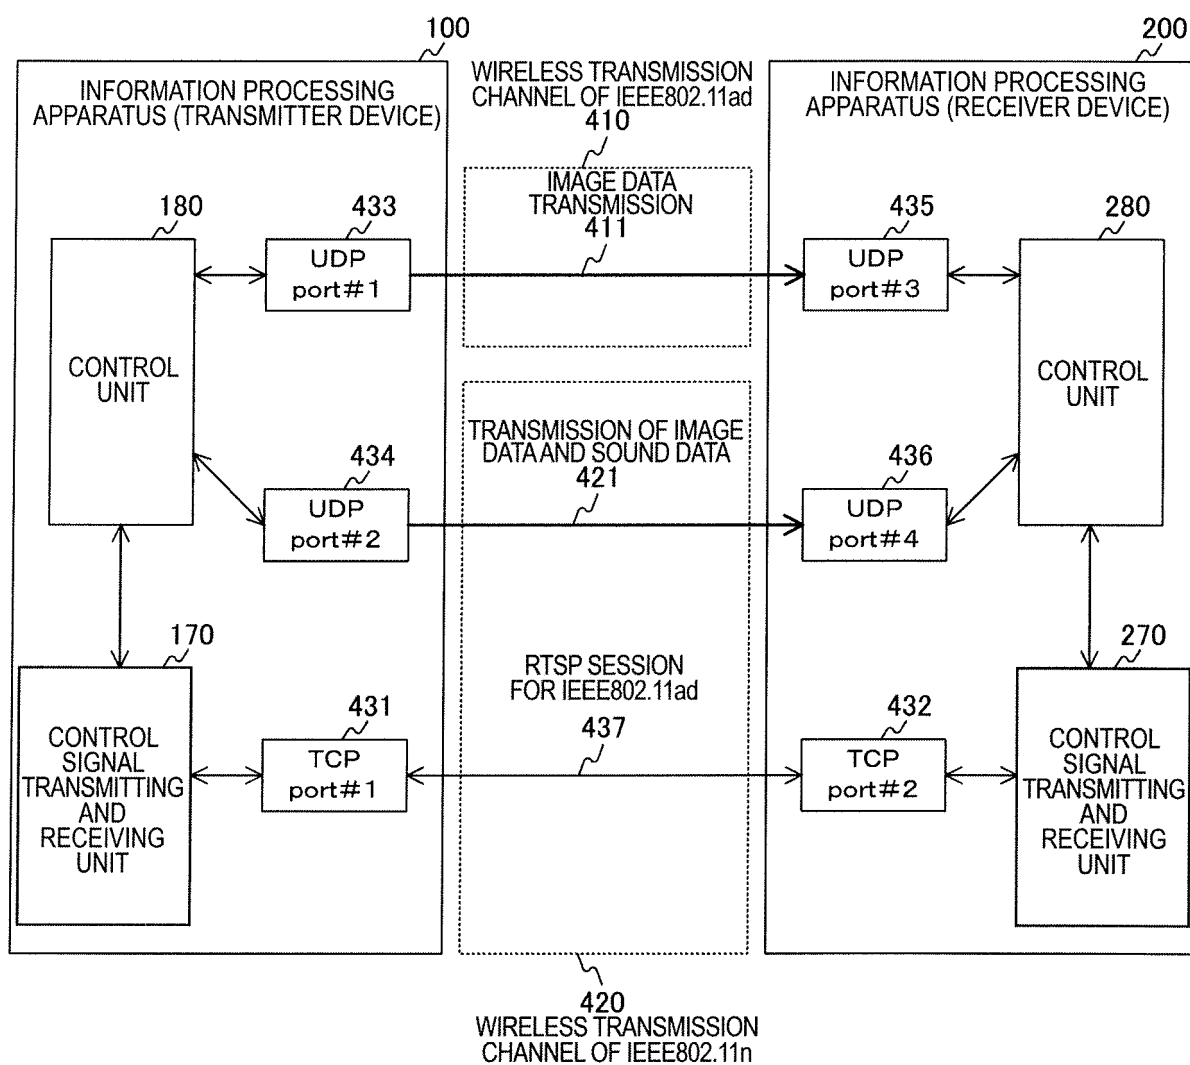 100
INFORMATION PROCESSING
APPARATUS (TRANSMITTER DEVICE)
WIRELESS TRANSMISSION
CHANNEL OF IEEE802.11ad
410
200
INFORMATION PROCESSING
APPARATUS (RECEIVER DEVICE)
IMAGE DATA
TRANSMISSION
411
180
433
435
280
UDP
port#1
UDP
port#3
CONTROL
UNIT
CONTROL
UNIT
TRANSMISSION OF IMAGE
DATA AND SOUND DATA
421
434
436
UDP
port#2
UDP
port#4
170
270
RTSP SESSION
FOR IEEE802.11ad
437
431
432
TCP
port#1
TCP
port#2
CONTROL
SIGNAL
TRANSMITTING
AND
RECEIVING
UNIT
CONTROL
SIGNAL
TRANSMITTING
AND
RECEIVING
UNIT
420
WIRELESS TRANSMISSION
CHANNEL OF IEEE802.11n